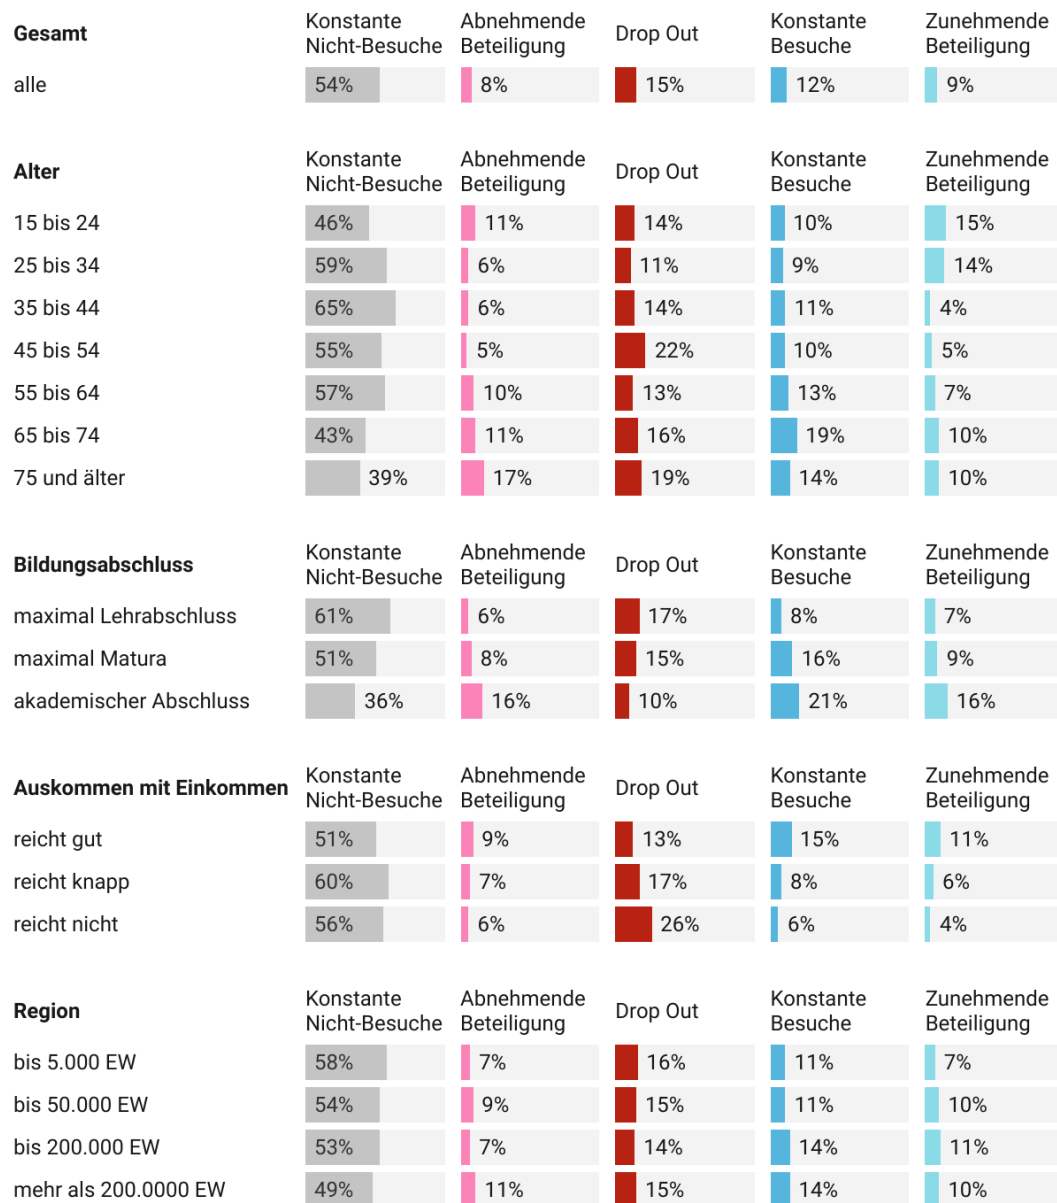 Gesamt Konstante Nicht-Besuche Abnehmende Beteiligung Drop Out Konstante Besuche Zunehmende Beteiligung
alle 54% 8% 15% 12% 9%
Alter Konstante Nicht-Besuche Abnehmende Beteiligung Drop Out Konstante Besuche Zunehmende Beteiligung
15 bis 24 46% 11% 14% 10% 15%
25 bis 34 59% 6% 11% 9% 14%
35 bis 44 65% 6% 14% 11% 4%
45 bis 54 55% 5% 22% 10% 5%
55 bis 64 57% 10% 13% 13% 7%
65 bis 74 43% 11% 16% 19% 10%
75 und älter 39% 17% 19% 14% 10%
Bildungsabschluss Konstante Nicht-Besuche Abnehmende Beteiligung Drop Out Konstante Besuche Zunehmende Beteiligung
maximal Lehrabschluss 61% 6% 17% 8% 7%
maximal Matura 51% 8% 15% 16% 9%
akademischer Abschluss 36% 16% 10% 21% 16%
Auskommen mit Einkommen Konstante Nicht-Besuche Abnehmende Beteiligung Drop Out Konstante Besuche Zunehmende Beteiligung
reicht gut 51% 9% 13% 15% 11%
reicht knapp 60% 7% 17% 8% 6%
reicht nicht 56% 6% 26% 6% 4%
Region Konstante Nicht-Besuche Abnehmende Beteiligung Drop Out Konstante Besuche Zunehmende Beteiligung
bis 5.000 EW 58% 7% 16% 11% 7%
bis 50.000 EW 54% 9% 15% 11% 10%
bis 200.000 EW 53% 7% 14% 14% 11%
mehr als 200.0000 EW 49% 11% 15% 14% 10%